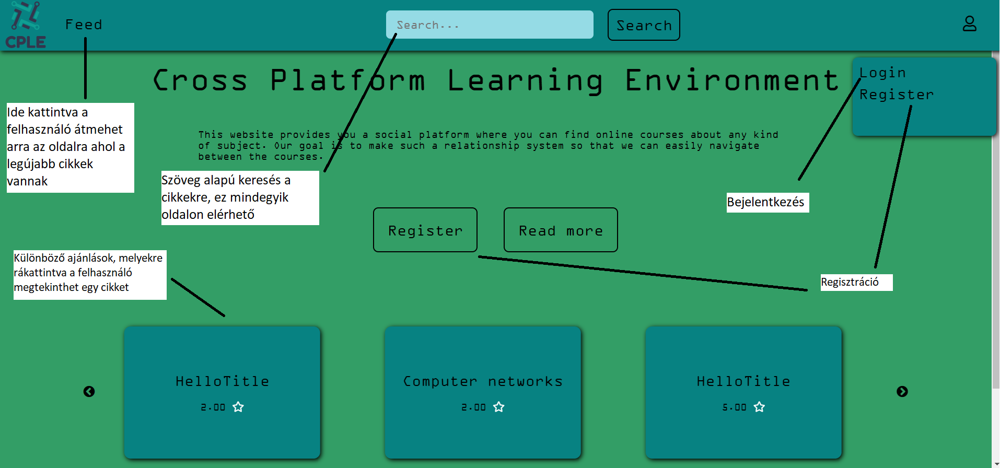 CPLE
Feed
Search...
Search
Cross Platform Learning Environment
Login
Register
Ide kattintva a
felhasználó átmehet
arra az oldalra ahol a
legújabb cikkek
vannak
This website provides you a social platform where you can find online courses about any kind
of subject. Our goal is to make such a relationship system so that we can easily navigate
between the courses.
Szöveg alapú keresés a
cikkekre, ez mindegyik
oldalon elérhető
Bejelentkezés
Register
Read more
Különböző ajánlások, melyekre
rákattintva a felhasználó
megtekinthet egy cikket
Regisztráció
HelloTitle
2.00
Computer networks
2.00
HelloTitle
5.00